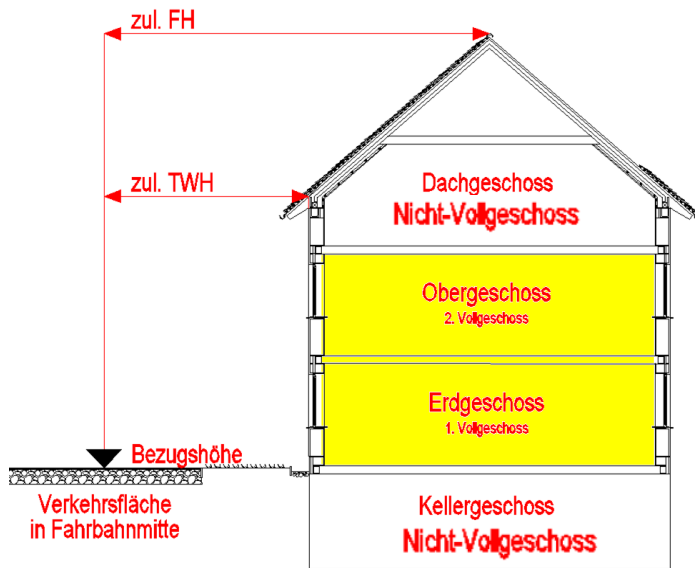 zul. FH
zul. TWH
Dachgeschoss
Nicht-Vollgeschoss
Obergeschoss
2. Vollgeschoss
Erdgeschoss
1. Vollgeschoss
Bezugshöhe
Verkehrsfläche
in Fahrbahnmitte
Kellergeschoss
Nicht-Vollgeschoss